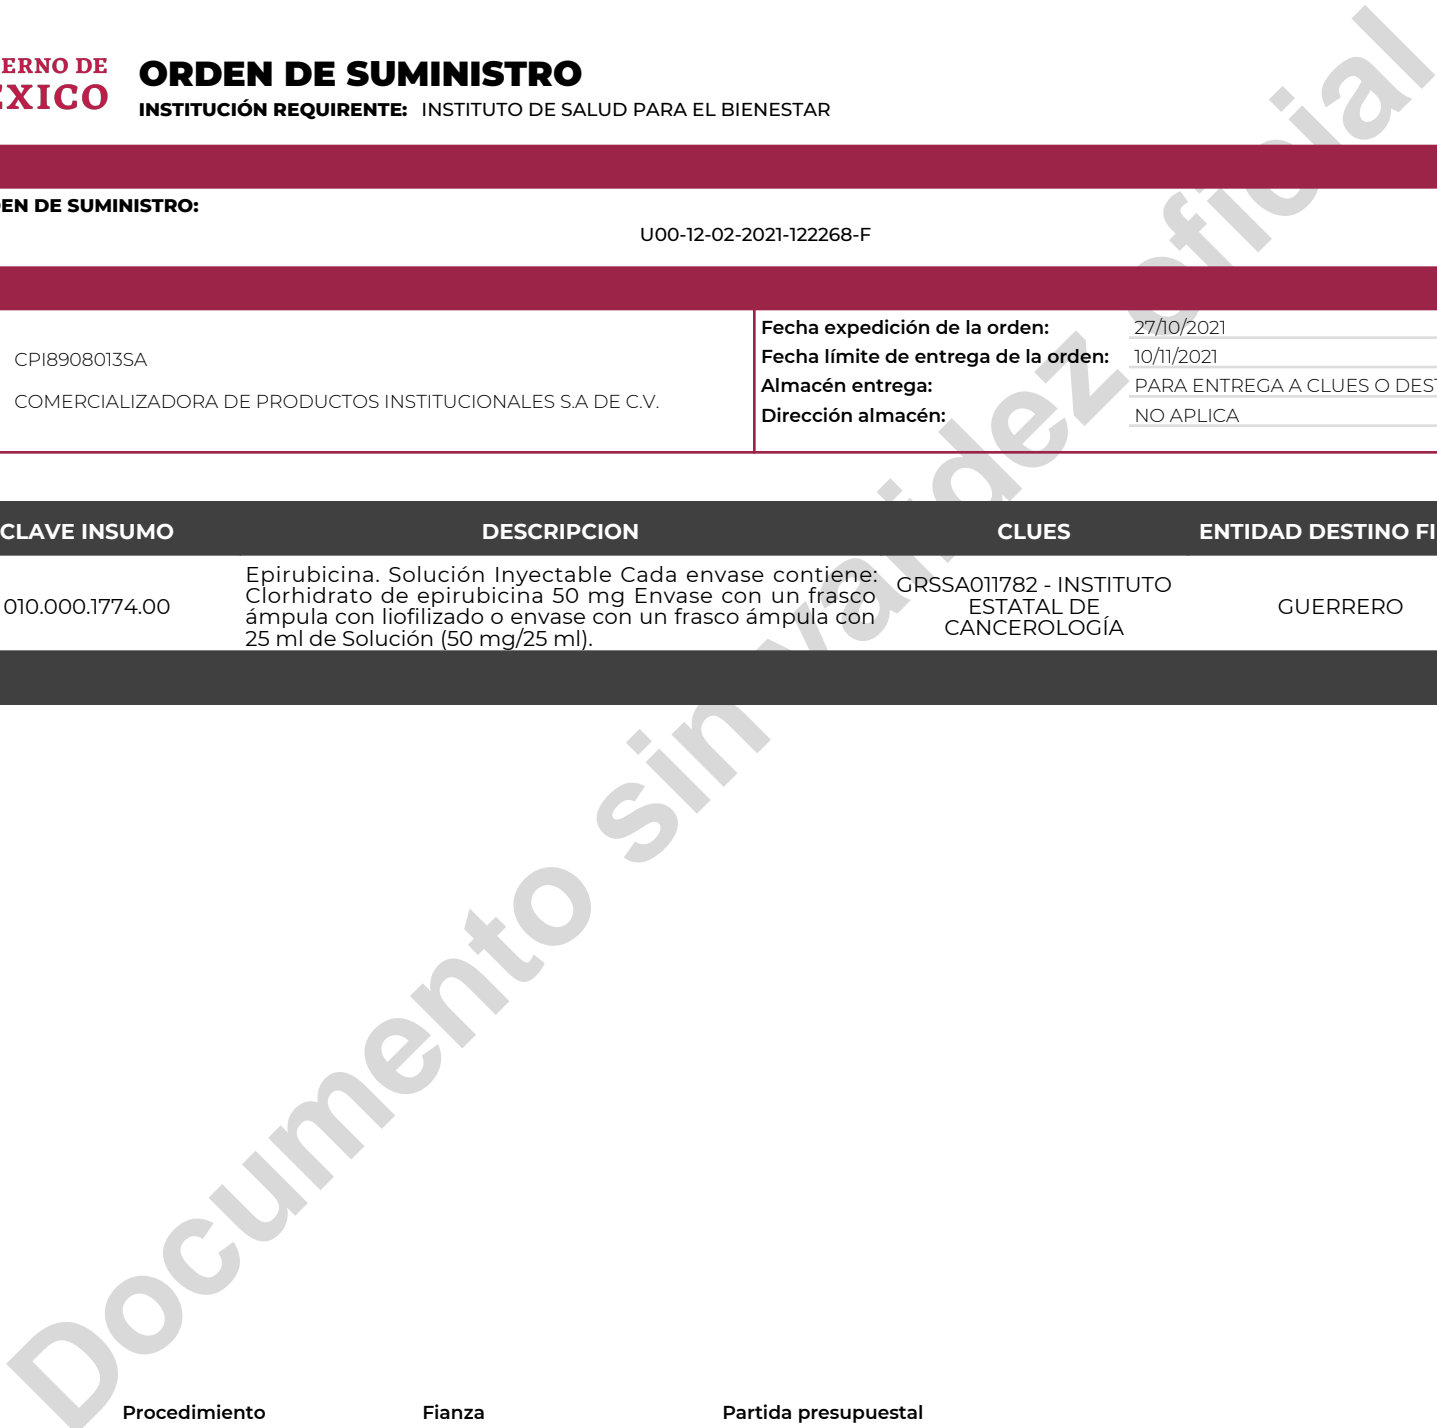 ERNO DE
EXICO
ORDEN DE SUMINISTRO
INSTITUCIÓN REQUIRENTE: INSTITUTO DE SALUD PARA EL BIENESTAR
EN DE SUMINISTRO:
U00-12-02-2021-122268-F
CPI8908013SA
COMERCIALIZADORA DE PRODUCTOS INSTITUCIONALES S.A DE C.V.
Fecha expedición de la orden: 27/10/2021
Fecha límite de entrega de la orden: 10/11/2021
Almacén entrega: PARA ENTREGA A CLUES O DEST
Dirección almacén: NO APLICA
CLAVE INSUMO DESCRIPCION CLUES ENTIDAD DESTINO FI
010.000.1774.00
Epirubicina. Solución Inyectable Cada envase contiene:
Clorhidrato de epirubicina 50 mg Envase con un frasco
ámpula con liofilizado o envase con un frasco ámpula con
25 ml de Solución (50 mg/25 ml).
GRSSA011782 - INSTITUTO
ESTATAL DE
CANCEROLOGÍA
GUERRERO
Documento sin validez oficial
Procedimiento Fianza Partida presupuestal